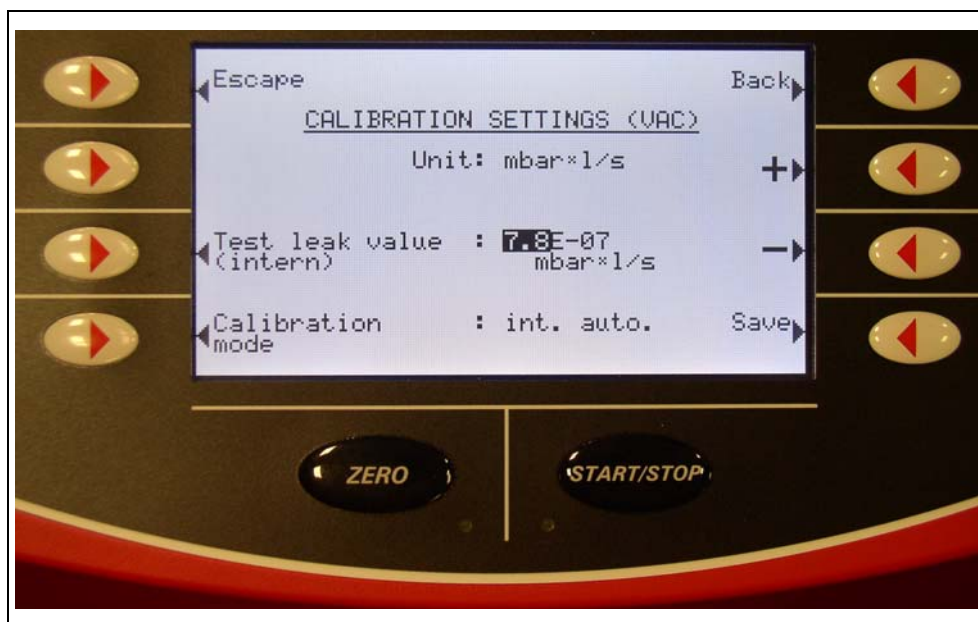 Escape Back
CALIBRATION SETTINGS (VAC)
Unit: mbar×l/s
+
Test leak value : 7.8E-07
(intern) mbar×l/s
−
Calibration : int. auto. Save
mode
ZERO START/STOP